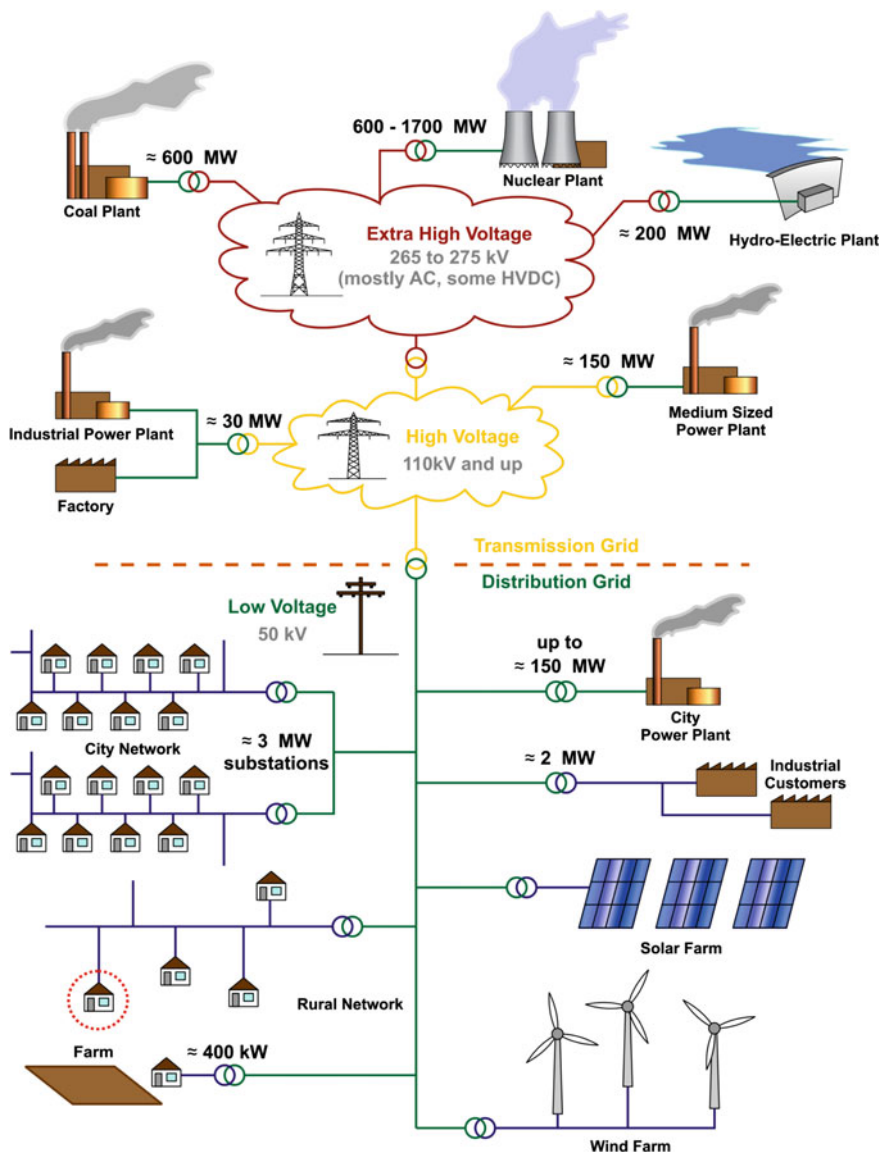 600 - 1700 MW
≈ 600 MW
Nuclear Plant
Coal Plant
≈ 200 MW
Hydro-Electric Plant
Extra High Voltage
265 to 275 kV
(mostly AC, some HVDC)
≈ 150 MW
≈ 30 MW
Medium Sized
Power Plant
Industrial Power Plant
High Voltage
110kV and up
Factory
Transmission Grid
Distribution Grid
Low Voltage
50 kV
up to
≈ 150 MW
City
Power Plant
City Network
≈ 3 MW
substations
≈ 2 MW
Industrial
Customers
Solar Farm
Rural Network
Farm
≈ 400 kW
Wind Farm